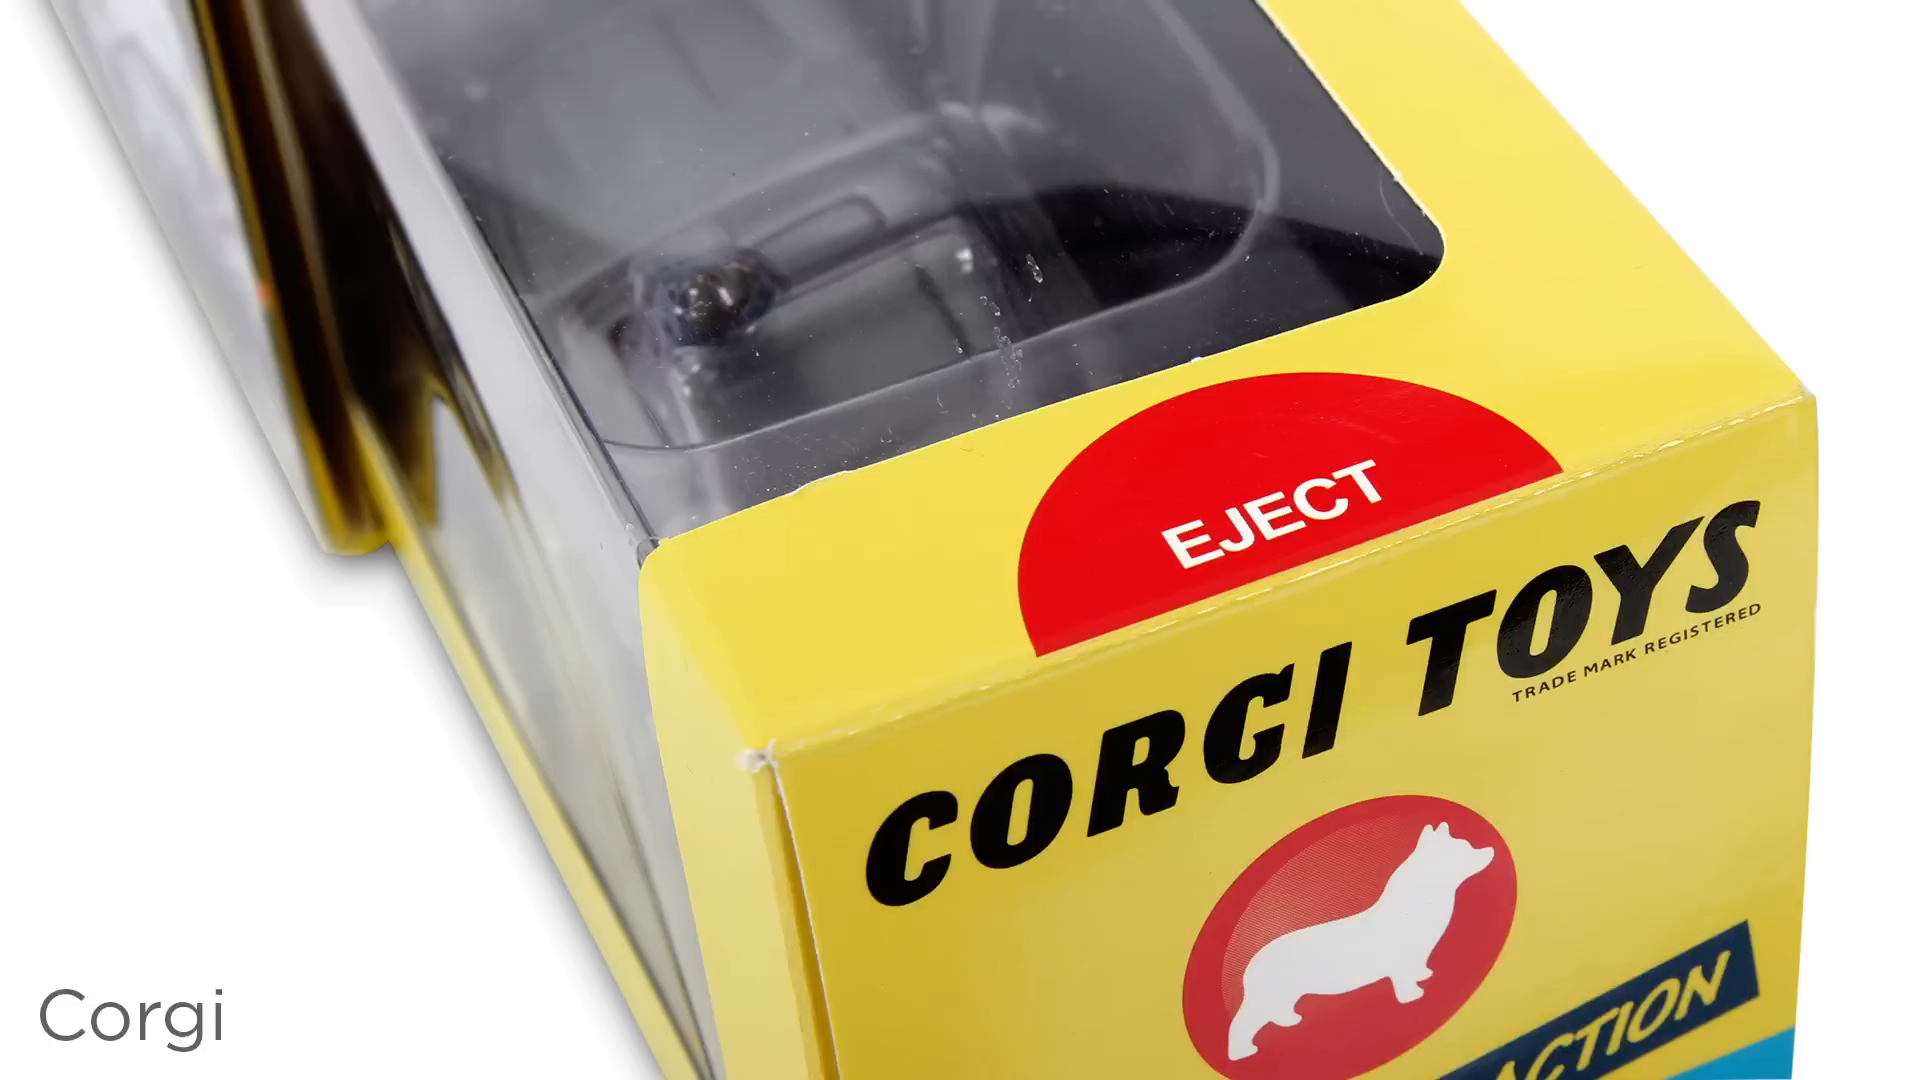 EJECT
CORGI TOYS
TRADE MARK REGISTERED
ACTION
Corgi